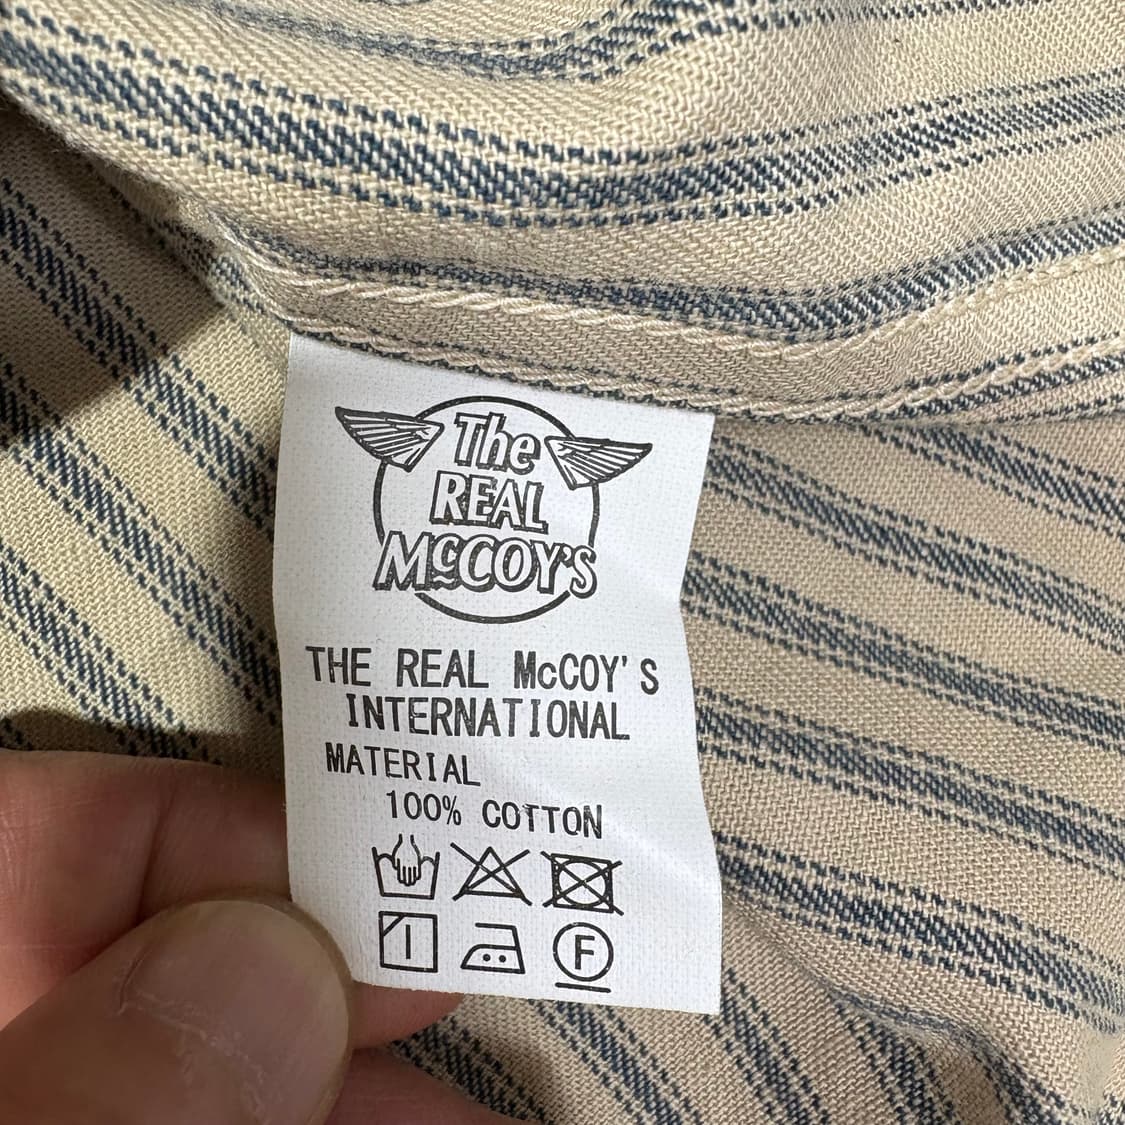 The
REAL
McCOY'S
THE REAL McCOY'S
INTERNATIONAL
MATERIAL
100% COTTON
F